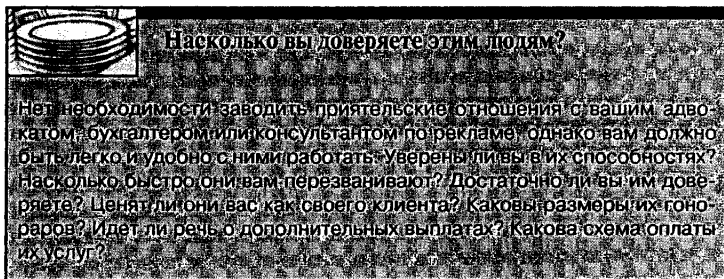 Насколько вы доверяете этим людям?
Нет необходимости заводить приятельские отношения с вашим адво-
катом, бухгалтером или консультантом по рекламе, однако вам должно
быть легко и удобно с ними работать. Уверены ли вы в их способностях?
Насколько быстро они вам перезванивают? Достаточно ли вы им дове-
ряете? Ценят ли они вас как своего клиента? Каковы размеры их гоно-
раров? Идет ли речь о дополнительных выплатах? Какова схема оплаты
их услуг?